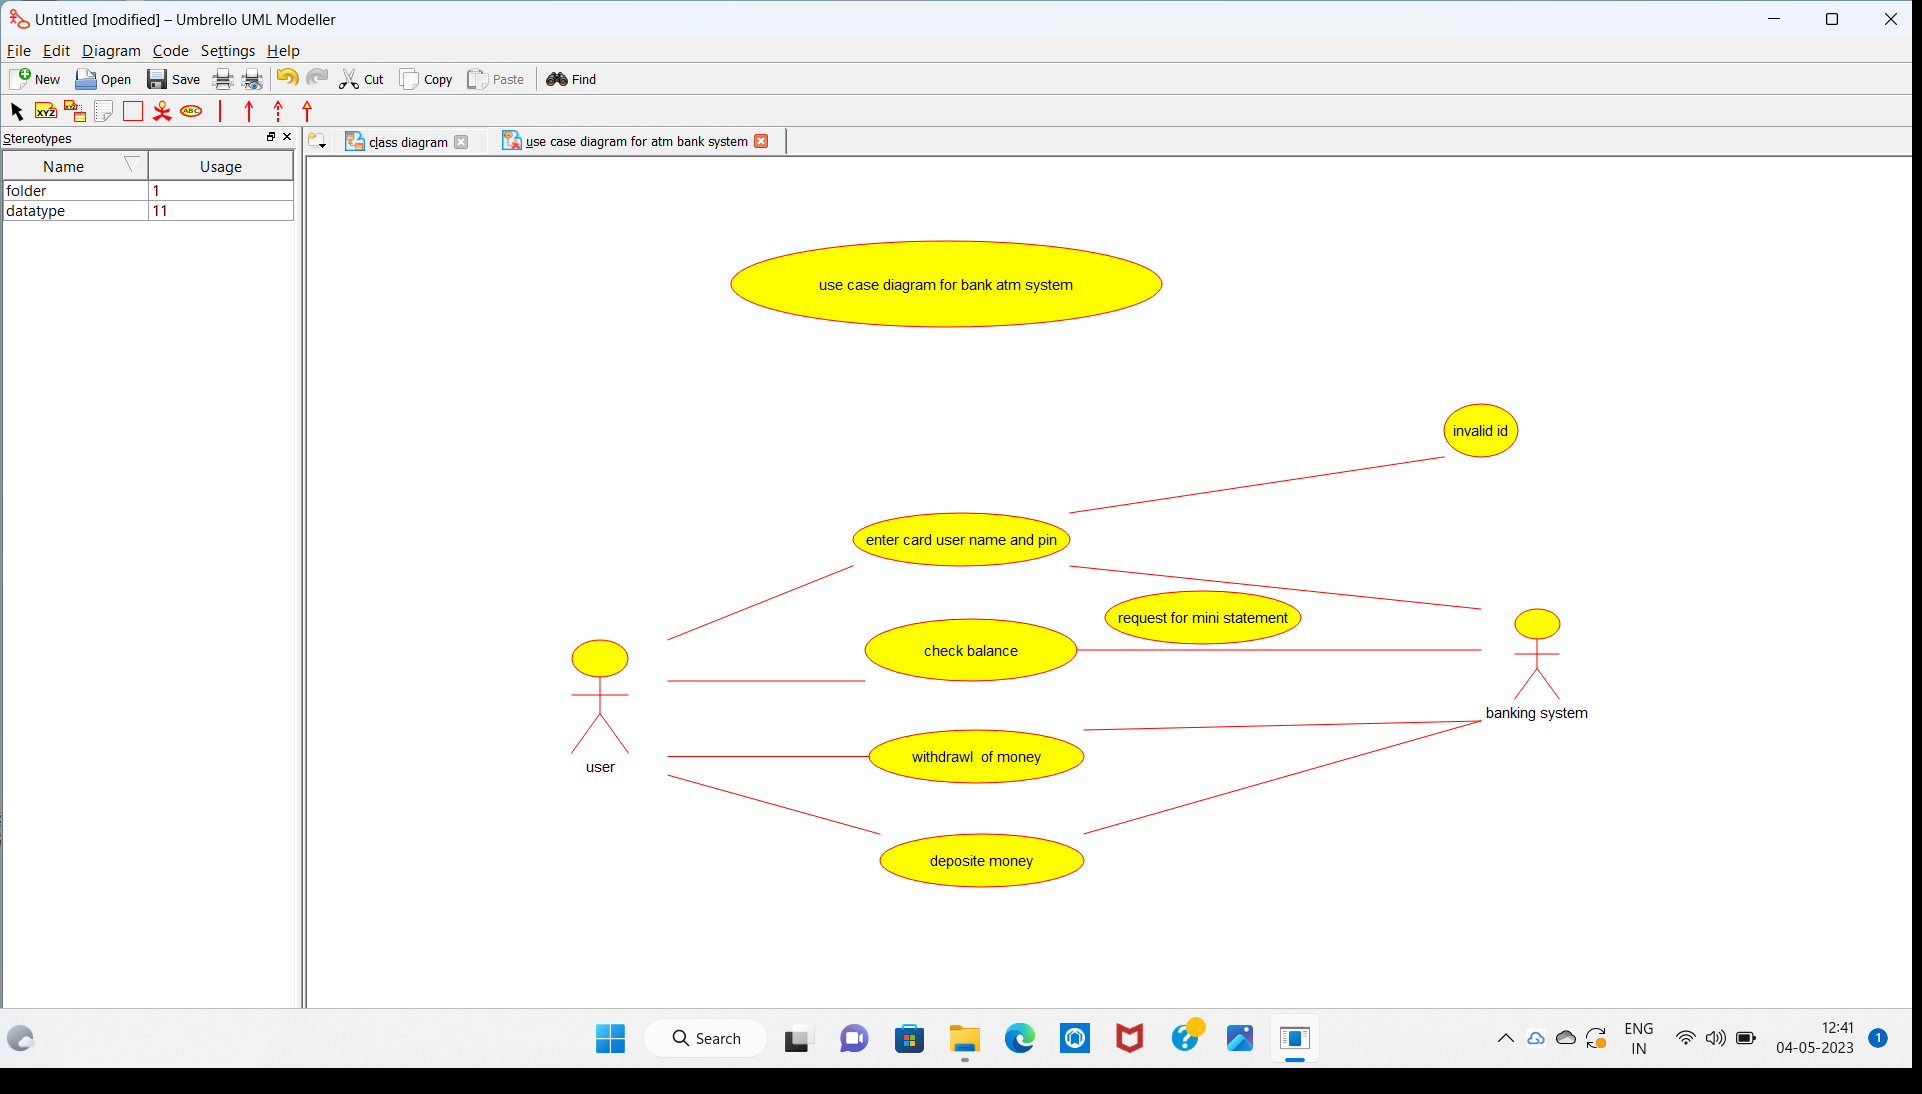 Untitled [modified] – Umbrello UML Modeller
File Edit Diagram Code Settings Help
New Open Save Cut Copy Paste Find
XYZ XYZ ABC
Stereotypes
class diagram use case diagram for atm bank system
Name Usage
folder 1
datatype 11
use case diagram for bank atm system
invalid id
enter card user name and pin
request for mini statement
check balance
banking system
withdrawl  of money
user
deposite money
Search
ENG
IN
12:41
04-05-2023
1